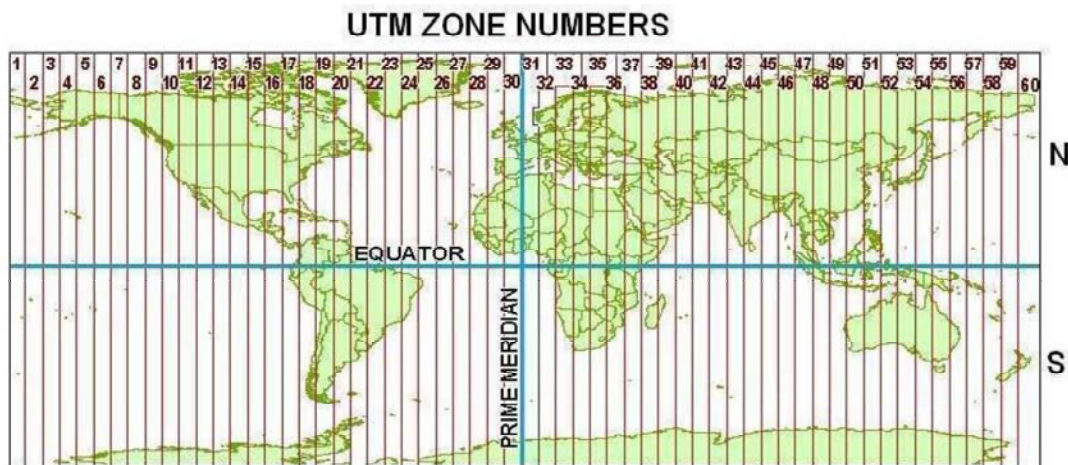 UTM ZONE NUMBERS
1 3 5 7 9 11 13 15 17 19 21 23 25 27 29 31 33 35 37 39 41 43 45 47 49 51 53 55 57 59
2 4 6 8 10 12 14 16 18 20 22 24 26 28 30 32 34 36 38 40 42 44 46 48 50 52 54 56 58 60
N
EQUATOR
PRIME MERIDIAN
S